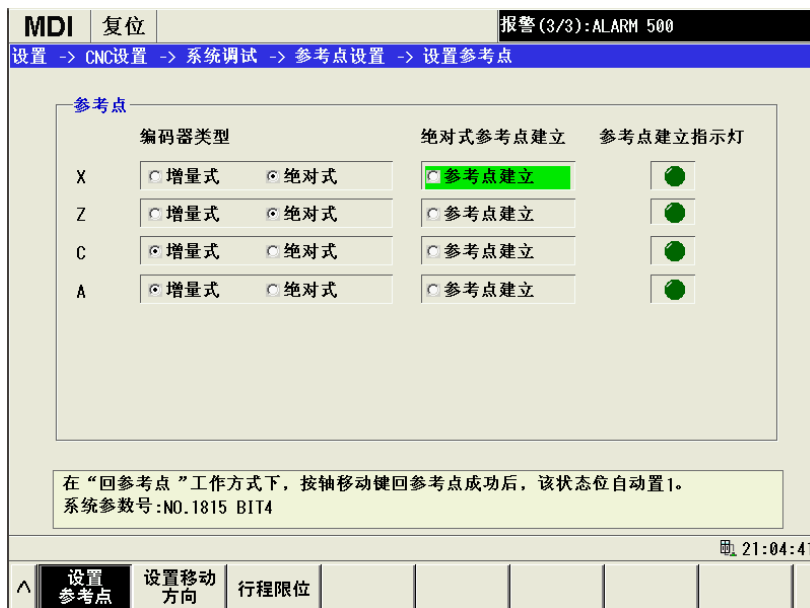 MDI 复位 报警(3/3):ALARM 500
设置 -> CNC设置 -> 系统调试 -> 参考点设置 -> 设置参考点
参考点
编码器类型 绝对式参考点建立 参考点建立指示灯
X 增量式 绝对式 参考点建立
Z 增量式 绝对式 参考点建立
C 增量式 绝对式 参考点建立
A 增量式 绝对式 参考点建立
在“回参考点”工作方式下，按轴移动键回参考点成功后，该状态位自动置1。
系统参数号:NO.1815 BIT4
21:04:41
^ 设置 设置移动 行程限位
参考点 方向